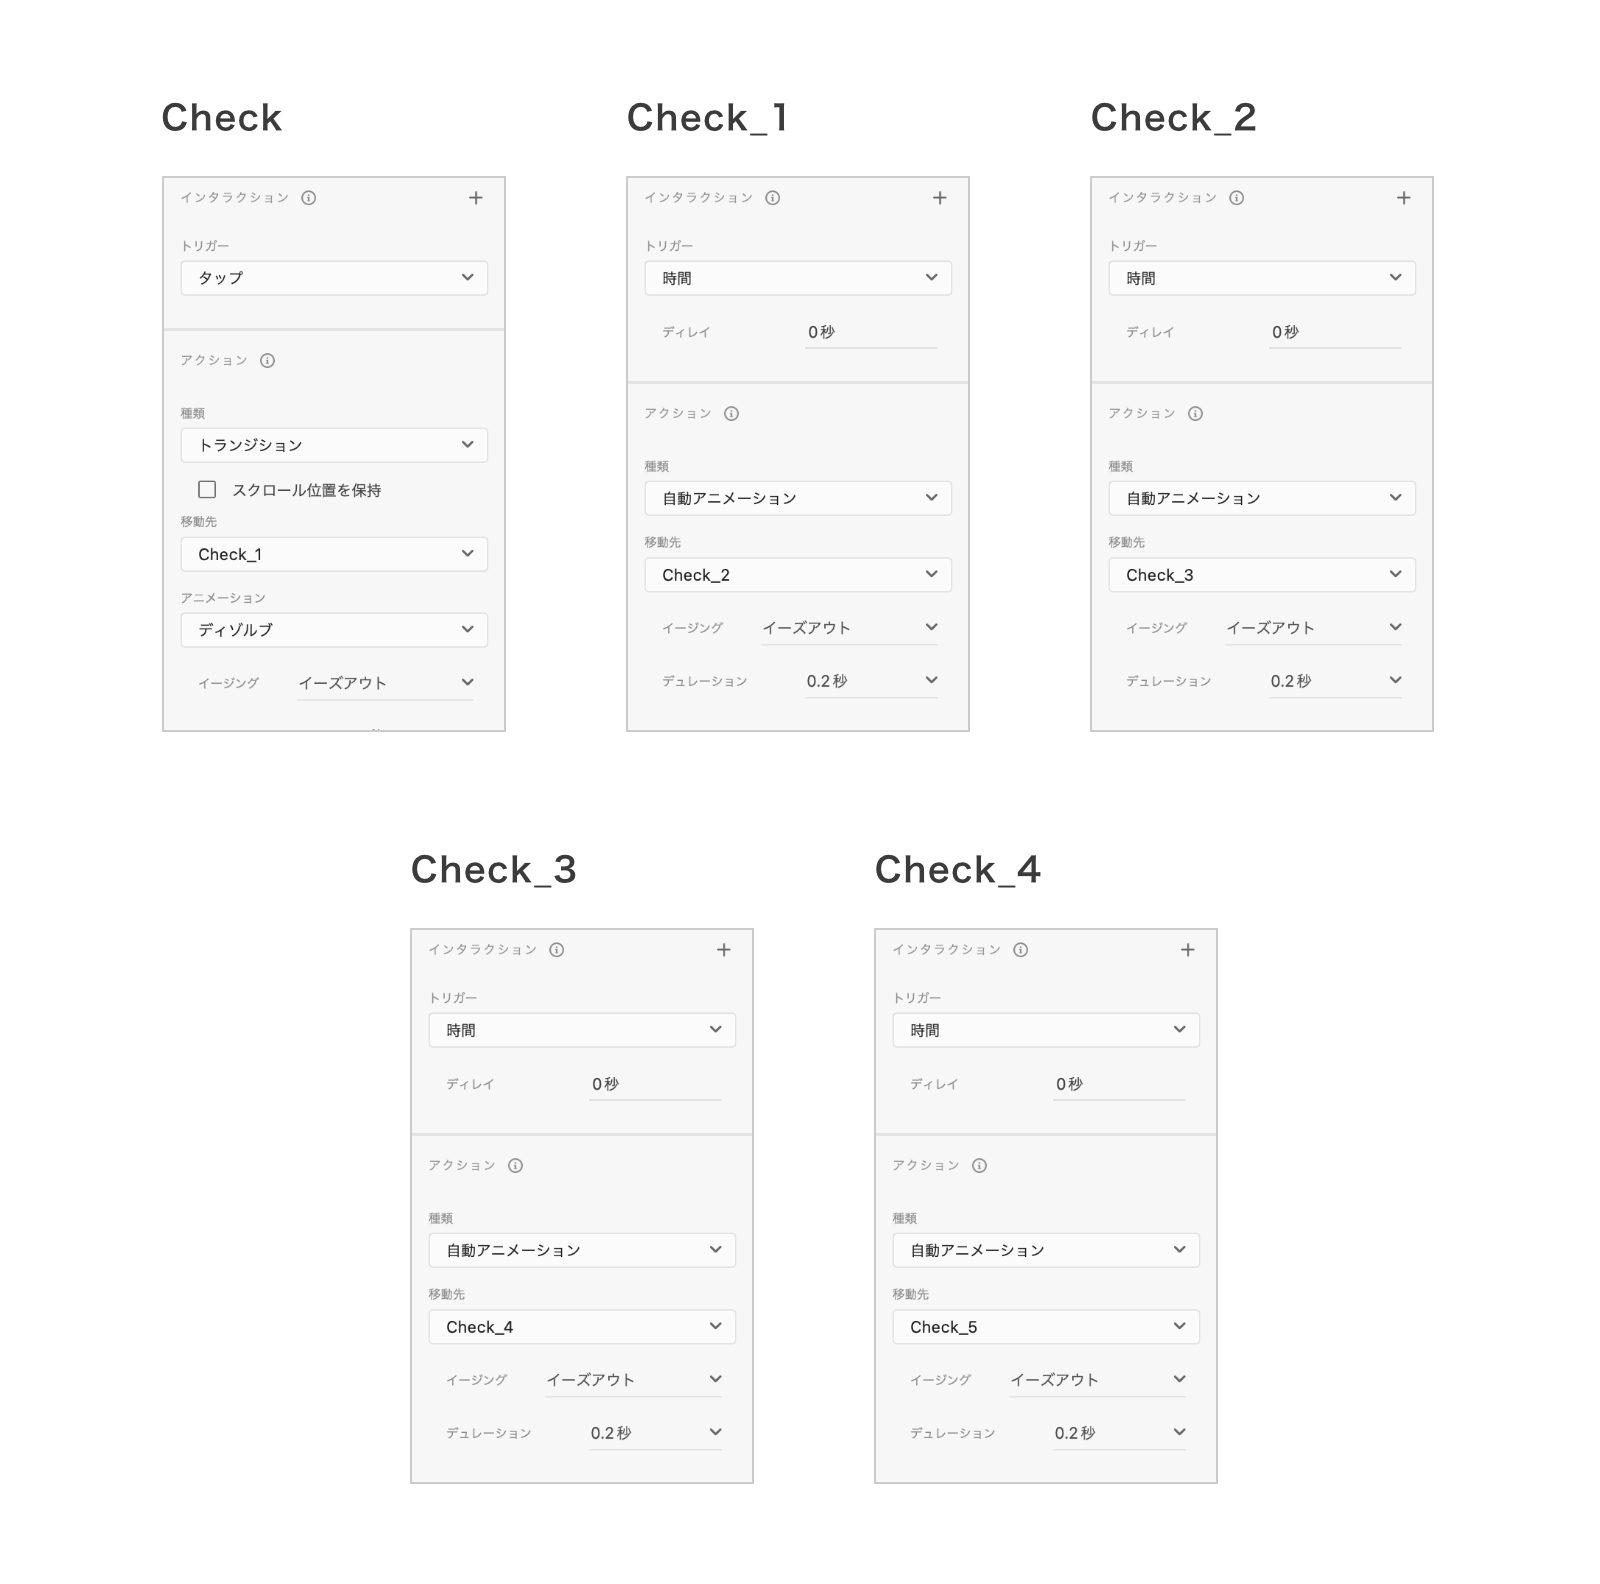 Check
インタラクション
トリガー
タップ
アクション
種類
トランジション
スクロール位置を保持
移動先
Check_1
アニメーション
ディゾルブ
イージング イーズアウト
Check_1
インタラクション
トリガー
時間
ディレイ 0秒
アクション
種類
自動アニメーション
移動先
Check_2
イージング イーズアウト
デュレーション 0.2秒
Check_2
インタラクション
トリガー
時間
ディレイ 0秒
アクション
種類
自動アニメーション
移動先
Check_3
イージング イーズアウト
デュレーション 0.2秒
Check_3
インタラクション
トリガー
時間
ディレイ 0秒
アクション
種類
自動アニメーション
移動先
Check_4
イージング イーズアウト
デュレーション 0.2秒
Check_4
インタラクション
トリガー
時間
ディレイ 0秒
アクション
種類
自動アニメーション
移動先
Check_5
イージング イーズアウト
デュレーション 0.2秒